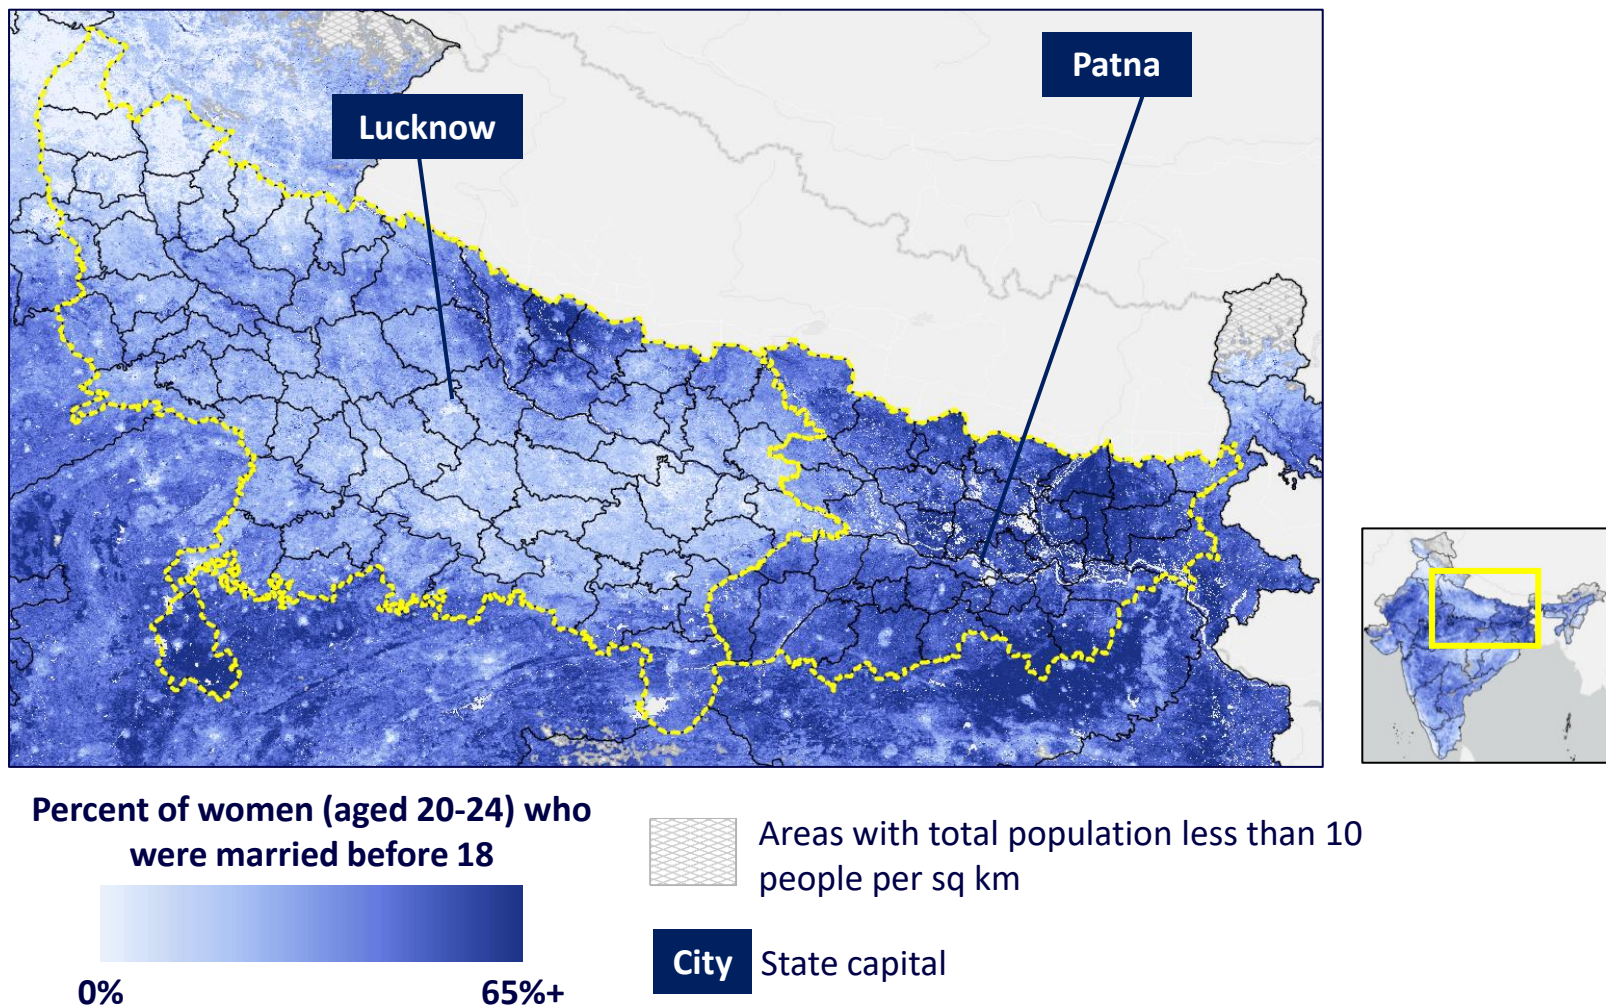 Patna
Lucknow
Percent of women (aged 20-24) who
were married before 18
0%
65%+
Areas with total population less than 10
people per sq km
City
State capital